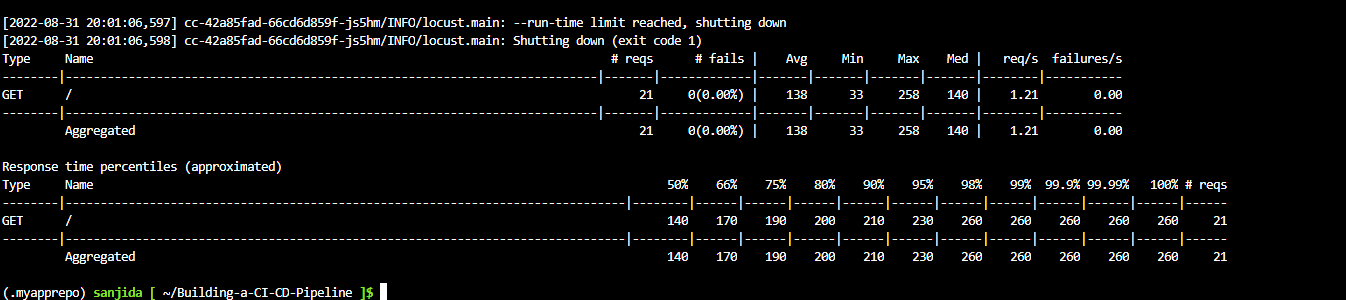 [2022-08-31 20:01:06,597] cc-42a85fad-66cd6d859f-js5hm/INFO/locust.main: --run-time limit reached, shutting down
[2022-08-31 20:01:06,598] cc-42a85fad-66cd6d859f-js5hm/INFO/locust.main: Shutting down (exit code 1)
Type     Name                                                                              # reqs      # fails |    Avg     Min     Max    Med |   req/s  failures/s
--------|----------------------------------------------------------------------------|-------|------------|-------|-------|-------|-------|--------|-----------
GET      /                                                                                     21     0(0.00%) |    138      33     258    140 |    1.21        0.00
--------|----------------------------------------------------------------------------|-------|------------|-------|-------|-------|-------|--------|-----------
         Aggregated                                                                            21     0(0.00%) |    138      33     258    140 |    1.21        0.00
Response time percentiles (approximated)
Type     Name                                                                                      50%    66%    75%    80%    90%    95%    98%    99%  99.9% 99.99%   100% # reqs
--------|--------------------------------------------------------------------------------|--------|------|------|------|------|------|------|------|------|------|------|------
GET      /                                                                                         140    170    190    200    210    230    260    260    260    260    260     21
--------|--------------------------------------------------------------------------------|--------|------|------|------|------|------|------|------|------|------|------|------
         Aggregated                                                                                140    170    190    200    210    230    260    260    260    260    260     21
(.myapprepo) sanjida [ ~/Building-a-CI-CD-Pipeline ]$